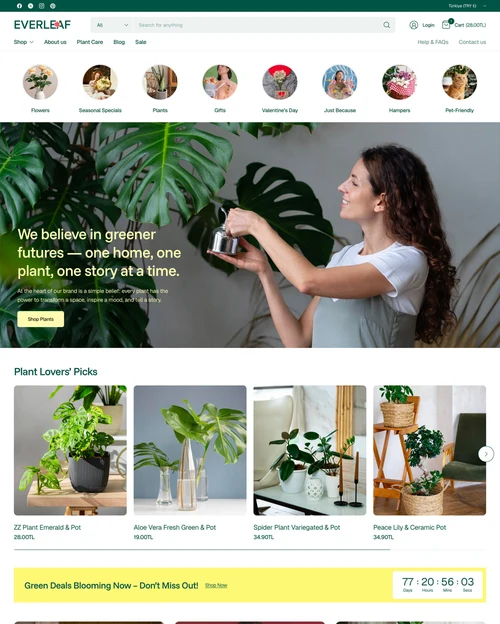 Türkiye (TRY ₺)
EVERLEAF
All
Search for anything
Login
0
Cart (28.00TL)
Shop
About us
Plant Care
Blog
Sale
Help & FAQs
Contact us
Flowers
Seasonal Specials
Plants
Gifts
Valentine's Day
Just Because
Hampers
Pet-Friendly
We believe in greener
futures — one home, one
plant, one story at a time.
At the heart of our brand is a simple belief: every plant has the
power to transform a space, inspire a mood, and tell a story.
Shop Plants
Plant Lovers' Picks
ZZ Plant Emerald & Pot
28.00TL
Aloe Vera Fresh Green & Pot
19.00TL
Spider Plant Variegated & Pot
34.90TL
Peace Lily & Ceramic Pot
34.90TL
Green Deals Blooming Now – Don't Miss Out!
Shop Now
77 : 20 : 56 : 03
Days Hours Mins Secs